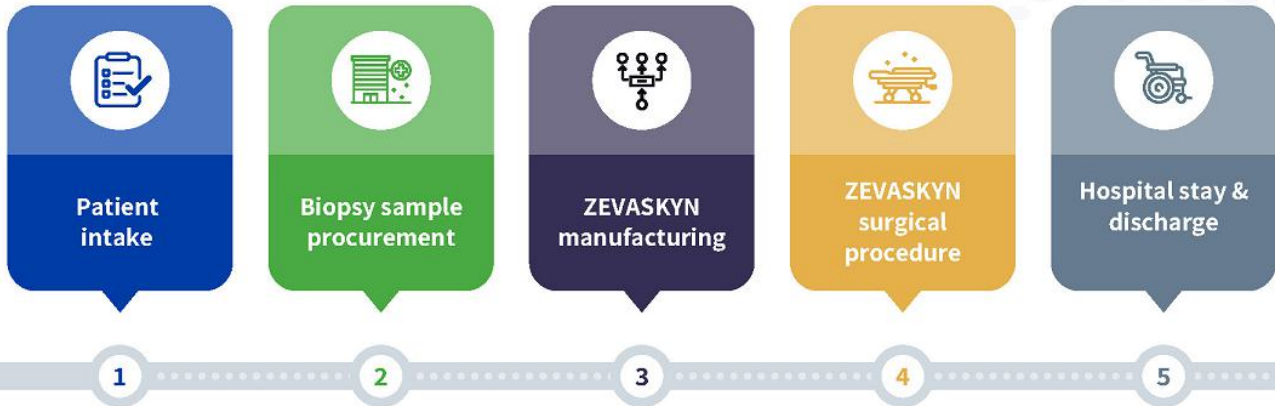 Patient
intake
Biopsy sample
procurement
ZEVASKYN
manufacturing
ZEVASKYN
surgical
procedure
Hospital stay &
discharge
1
2
3
4
5